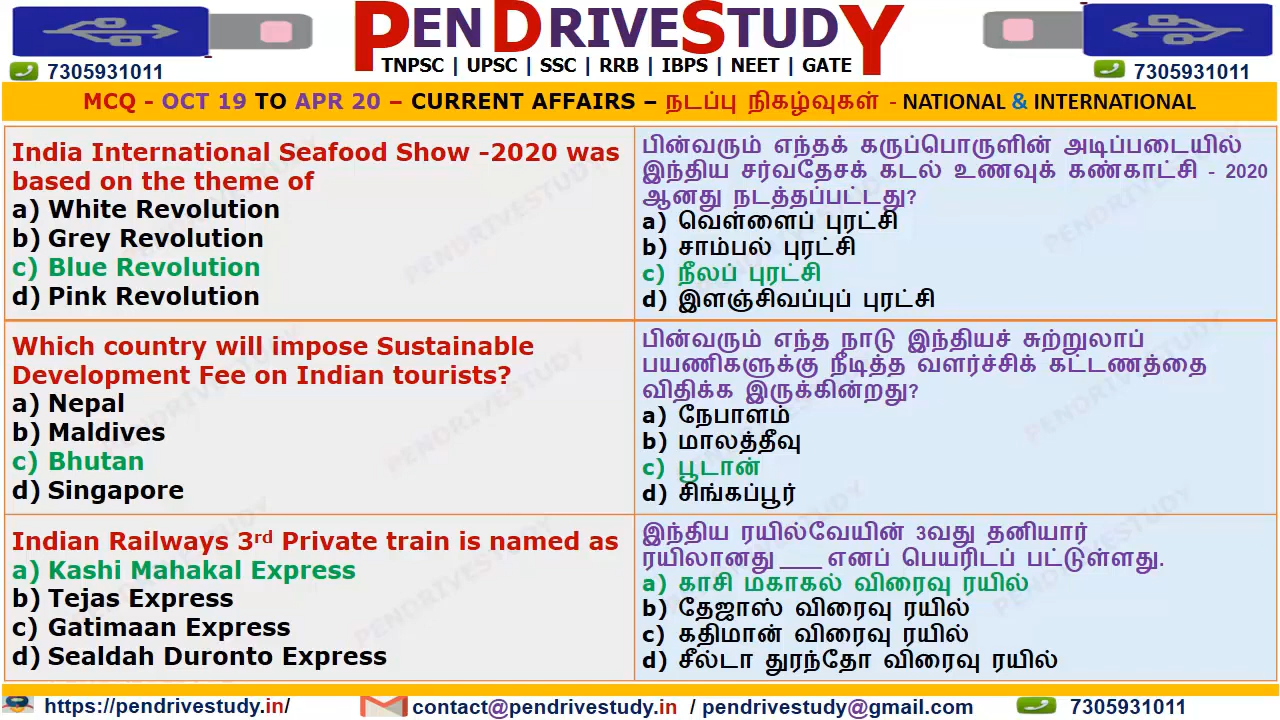 PENDRIVESTUDY
TNPSC | UPSC | SSC | RRB | IBPS | NEET | GATE
7305931011
7305931011
MCQ - OCT 19 TO APR 20 – CURRENT AFFAIRS – நடப்பு நிகழ்வுகள் - NATIONAL & INTERNATIONAL
India International Seafood Show -2020 was
based on the theme of
a) White Revolution
b) Grey Revolution
c) Blue Revolution
d) Pink Revolution
பின்வரும் எந்தக் கருப்பொருளின் அடிப்படையில்
இந்திய சர்வதேசக் கடல் உணவுக் கண்காட்சி - 2020
ஆனது நடத்தப்பட்டது?
a) வெள்ளைப் புரட்சி
b) சாம்பல் புரட்சி
c) நீலப் புரட்சி
d) இளஞ்சிவப்புப் புரட்சி
Which country will impose Sustainable
Development Fee on Indian tourists?
a) Nepal
b) Maldives
c) Bhutan
d) Singapore
பின்வரும் எந்த நாடு இந்தியச் சுற்றுலாப்
பயணிகளுக்கு நீடித்த வளர்ச்சிக் கட்டணத்தை
விதிக்க இருக்கின்றது?
a) நேபாளம்
b) மாலத்தீவு
c) பூடான்
d) சிங்கப்பூர்
Indian Railways 3rd Private train is named as
a) Kashi Mahakal Express
b) Tejas Express
c) Gatimaan Express
d) Sealdah Duronto Express
இந்திய ரயில்வேயின் 3வது தனியார்
ரயிலானது ___ எனப் பெயரிடப் பட்டுள்ளது.
a) காசி மகாகல் விரைவு ரயில்
b) தேஜாஸ் விரைவு ரயில்
c) கதிமான் விரைவு ரயில்
d) சீல்டா துரந்தோ விரைவு ரயில்
https://pendrivestudy.in/
contact@pendrivestudy.in / pendrivestudy@gmail.com
7305931011